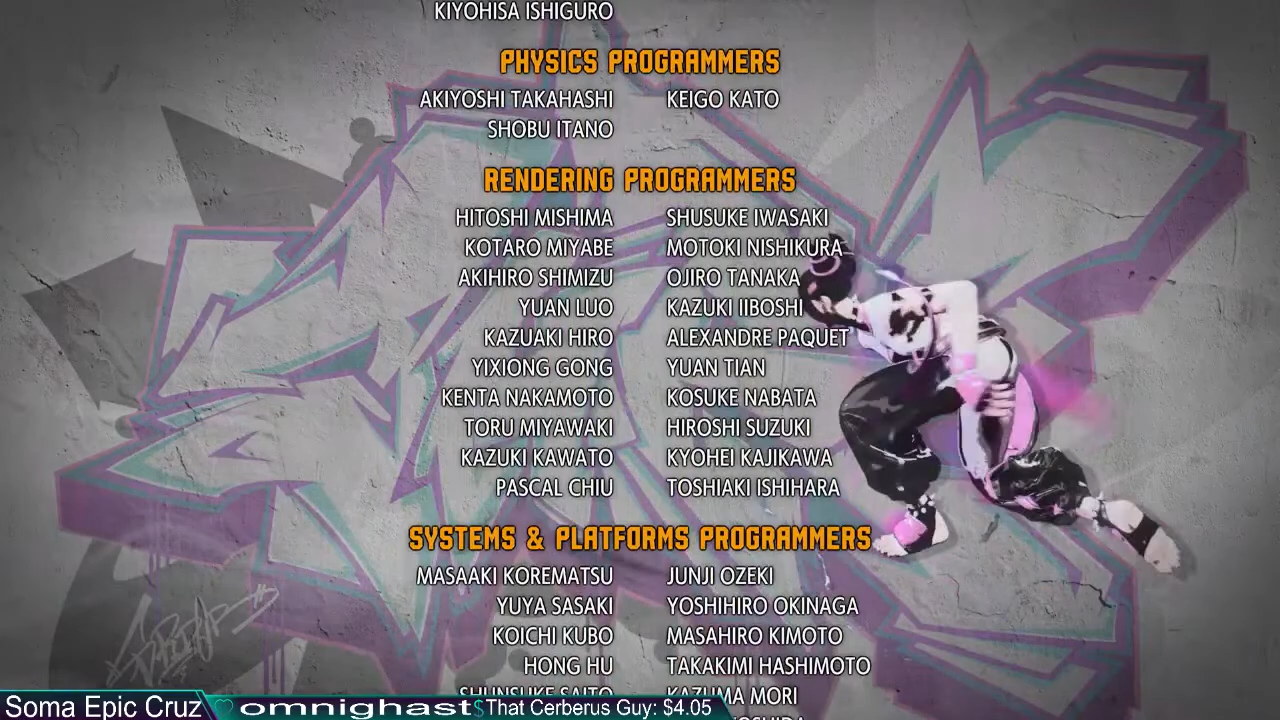 KIYOHISA ISHIGURO
PHYSICS PROGRAMMERS
AKIYOSHI TAKAHASHI KEIGO KATO
SHOBU ITANO
RENDERING PROGRAMMERS
HITOSHI MISHIMA SHUSUKE IWASAKI
KOTARO MIYABE MOTOKI NISHIKURA
AKIHIRO SHIMIZU OJIRO TANAKA
YUAN LUO KAZUKI IIBOSHI
KAZUAKI HIRO ALEXANDRE PAQUET
YIXIONG GONG YUAN TIAN
KENTA NAKAMOTO KOSUKE NABATA
TORU MIYAWAKI HIROSHI SUZUKI
KAZUKI KAWATO KYOHEI KAJIKAWA
PASCAL CHIU TOSHIAKI ISHIHARA
SYSTEMS & PLATFORMS PROGRAMMERS
MASAAKI KOREMATSU JUNJI OZEKI
YUYA SASAKI YOSHIHIRO OKINAGA
KOICHI KUBO MASAHIRO KIMOTO
HONG HU TAKAKIMI HASHIMOTO
SHUNSUKE SAITO KAZUMA MORI
Soma Epic Cruz omnighast $That Cerberus Guy: $4.05